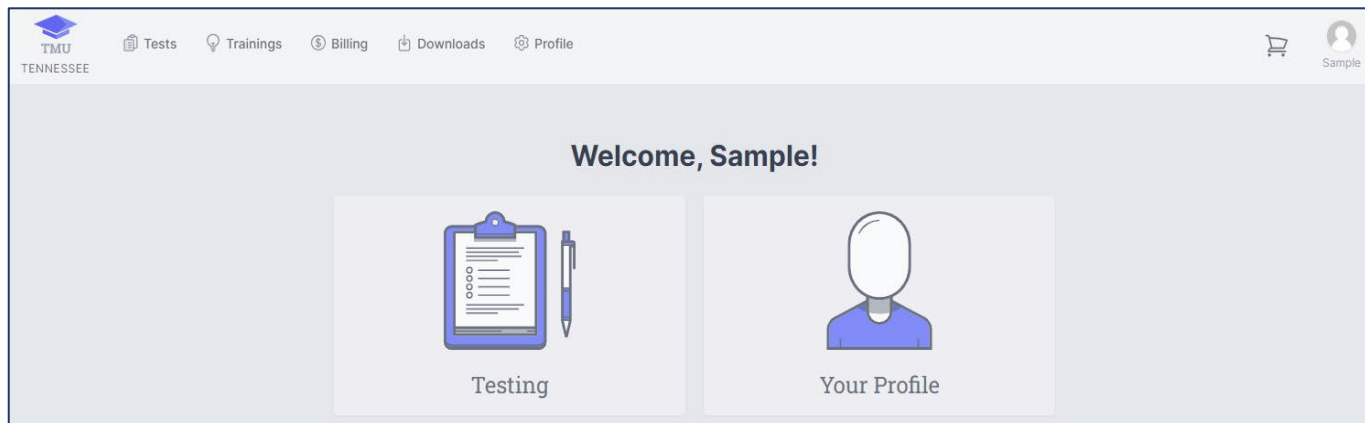 TMU
TENNESSEE
Tests Trainings Billing Downloads Profile
Sample
Welcome, Sample!
Testing
Your Profile